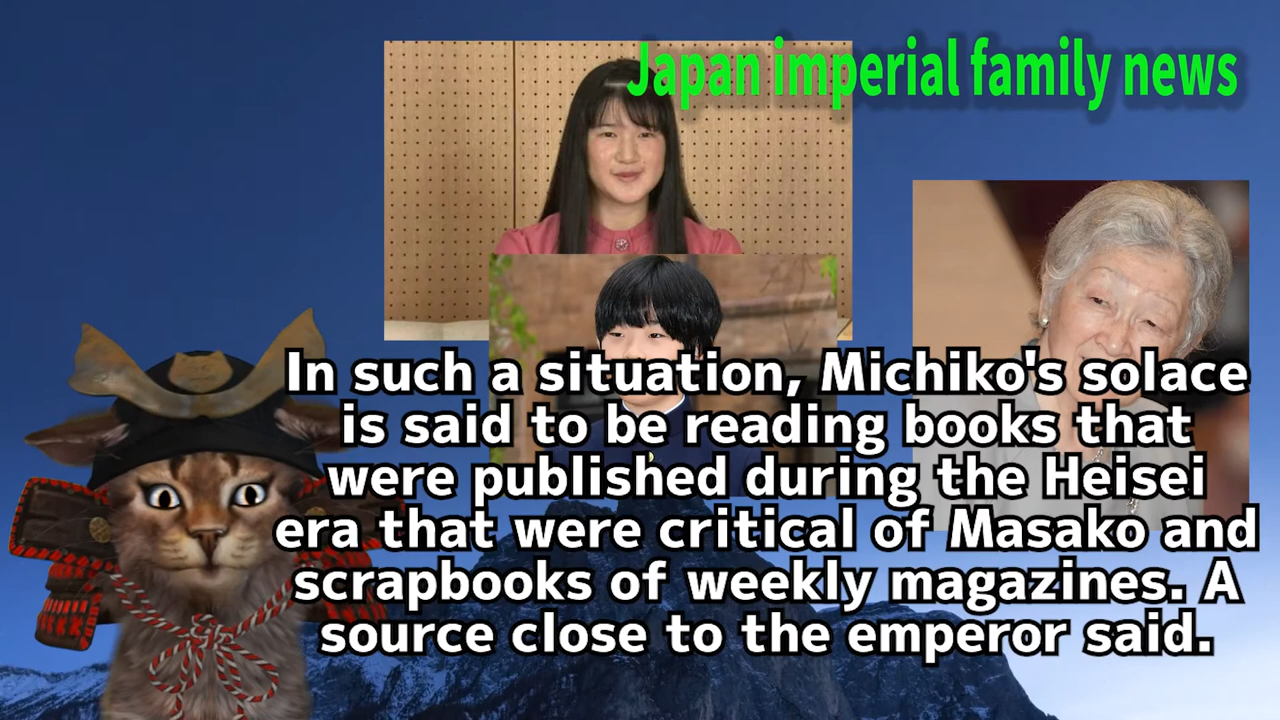 Japan imperial family news
In such a situation, Michiko's solace
is said to be reading books that
were published during the Heisei
era that were critical of Masako and
scrapbooks of weekly magazines. A
source close to the emperor said.